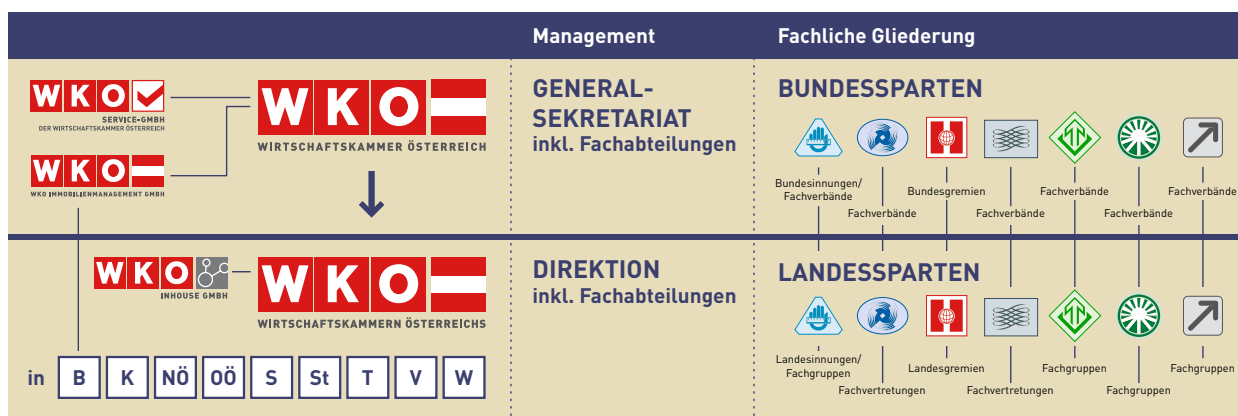 Management
Fachliche Gliederung
WKO
SERVICE-GMBH
DER WIRTSCHAFTSKAMMER ÖSTERREICH
WKO
WKO IMMOBILIENMANAGEMENT GMBH
WKO
WIRTSCHAFTSKAMMER ÖSTERREICH
GENERAL-
SEKRETARIAT
inkl. Fachabteilungen
BUNDESSPARTEN
Bundesinnungen/
Fachverbände
Fachverbände
Bundesgremien
Fachverbände
Fachverbände
Fachverbände
Fachverbände
WKO
INHOUSE GMBH
WKO
WIRTSCHAFTSKAMMERN ÖSTERREICHS
DIREKTION
inkl. Fachabteilungen
LANDESSPARTEN
Landesinnungen/
Fachgruppen
Fachvertretungen
Landesgremien
Fachvertretungen
Fachgruppen
Fachgruppen
Fachgruppen
in B K NÖ OÖ S St T V W